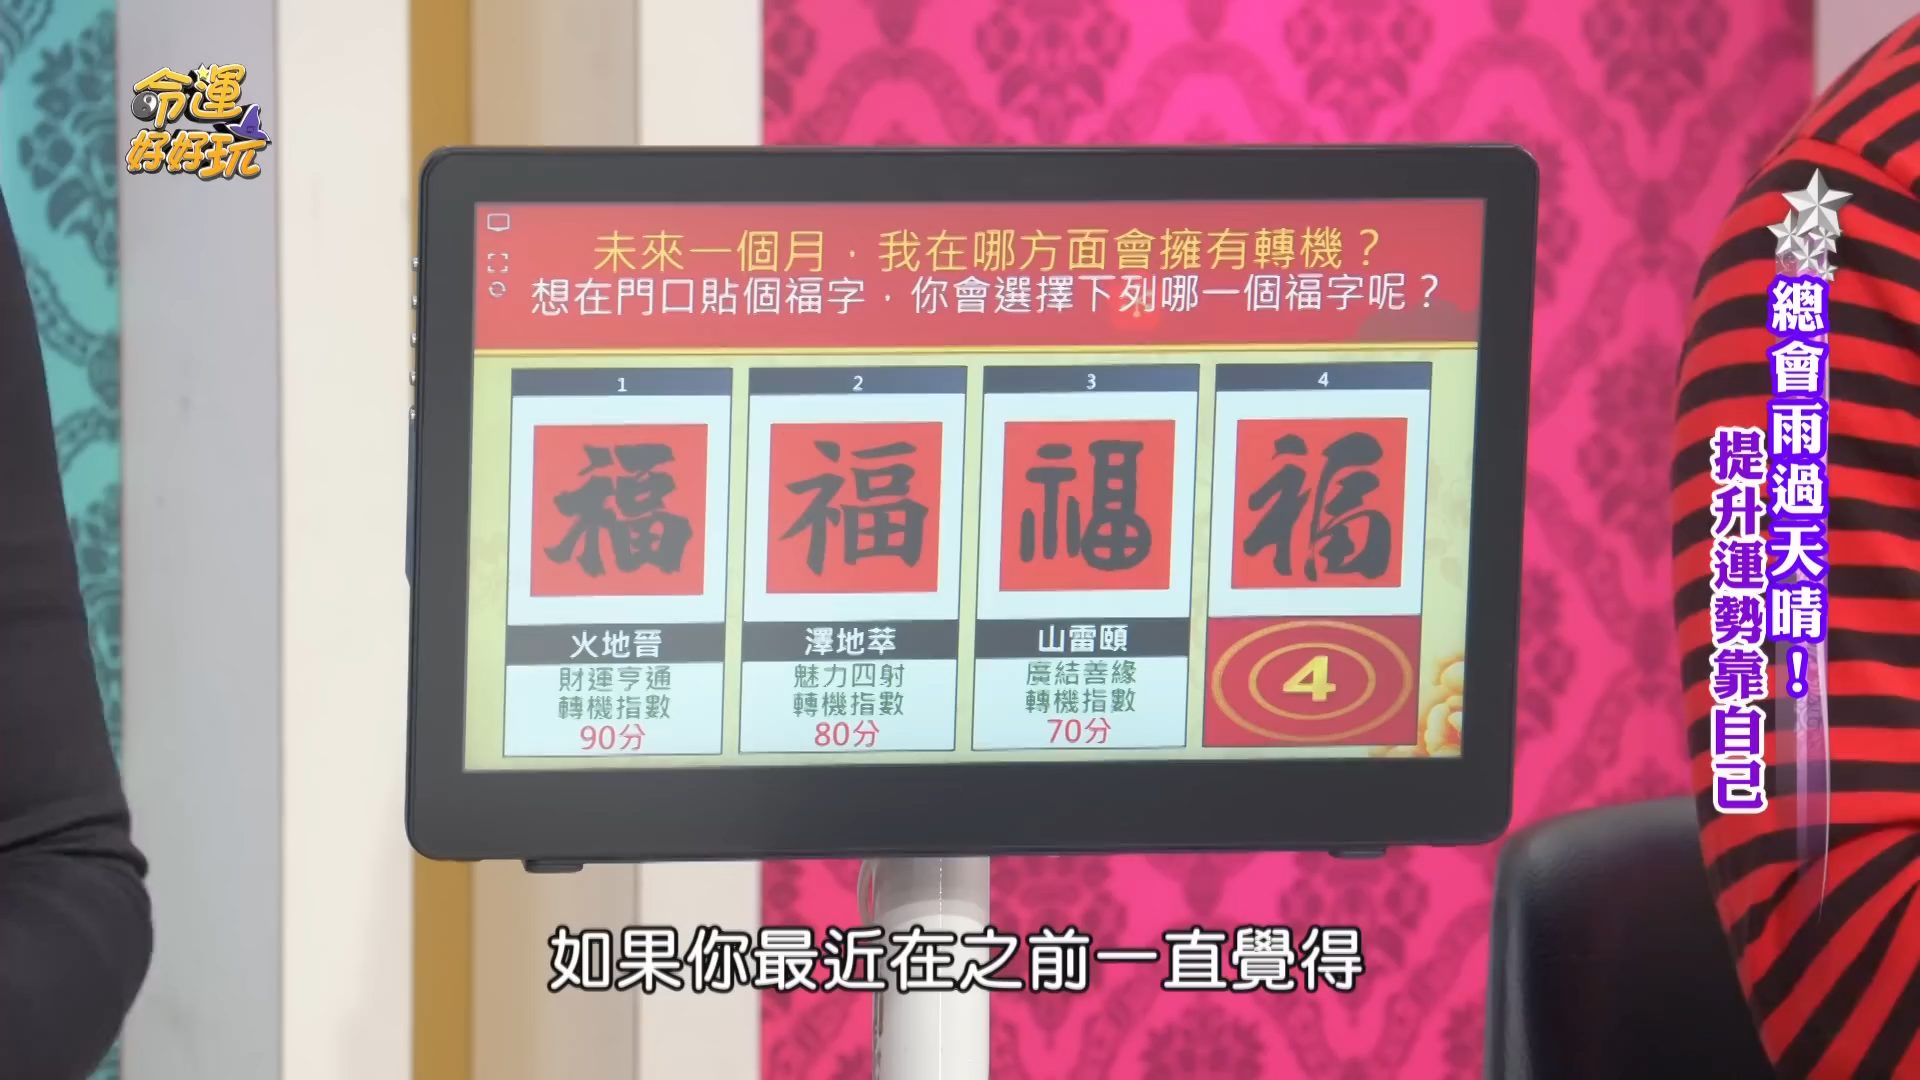 命運
好好玩
未來一個月，我在哪方面會擁有轉機？
想在門口貼個福字，你會選擇下列哪一個福字呢？
1
福
火地晉
財運亨通
轉機指數
90分
2
福
澤地萃
魅力四射
轉機指數
80分
3
福
山雷頤
廣結善緣
轉機指數
70分
4
福
4
總會雨過天晴！
提升運勢靠自己
如果你最近在之前一直覺得